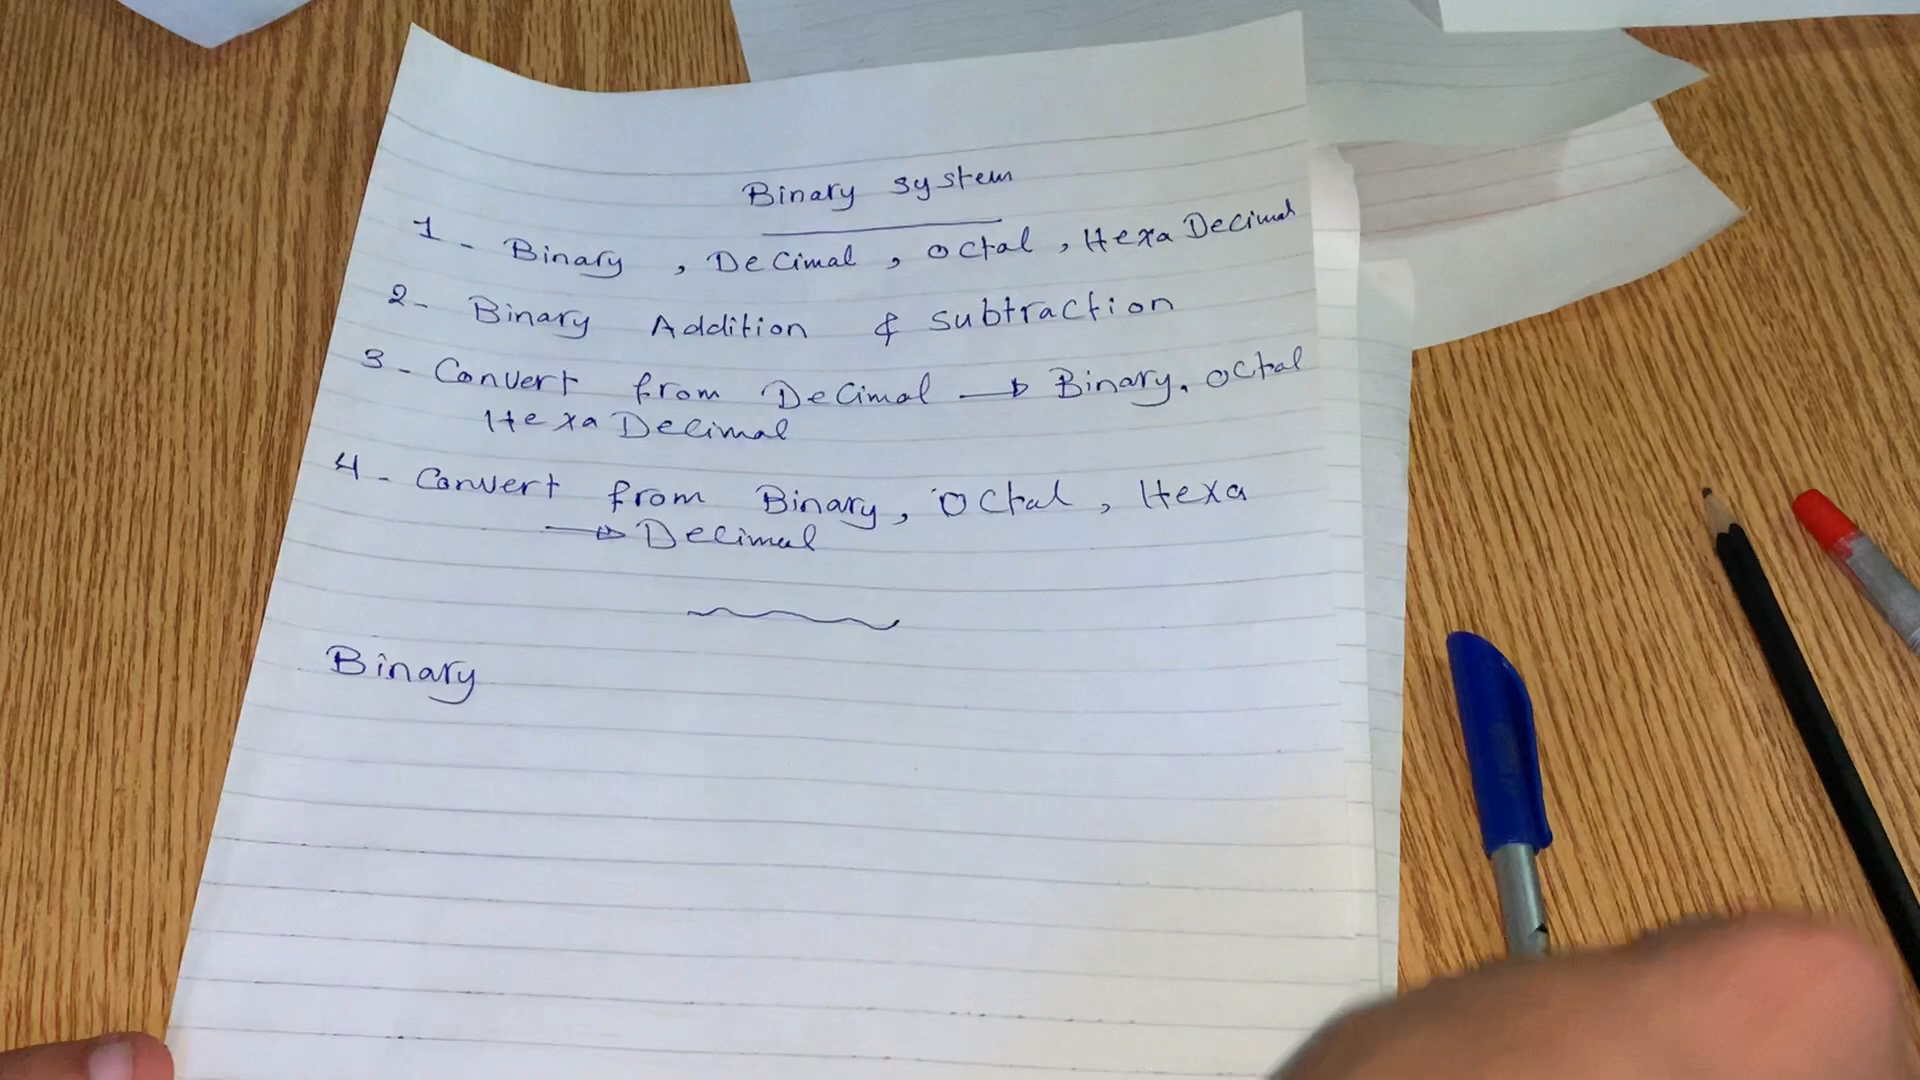 Binary system
1 - Binary , Decimal , octal , Hexa Decimal
2- Binary Addition & subtraction
3 - Convert from Decimal → Binary, octal
Hexa Decimal
4 - Convert from Binary, Octal , Hexa
→ Decimal
Binary